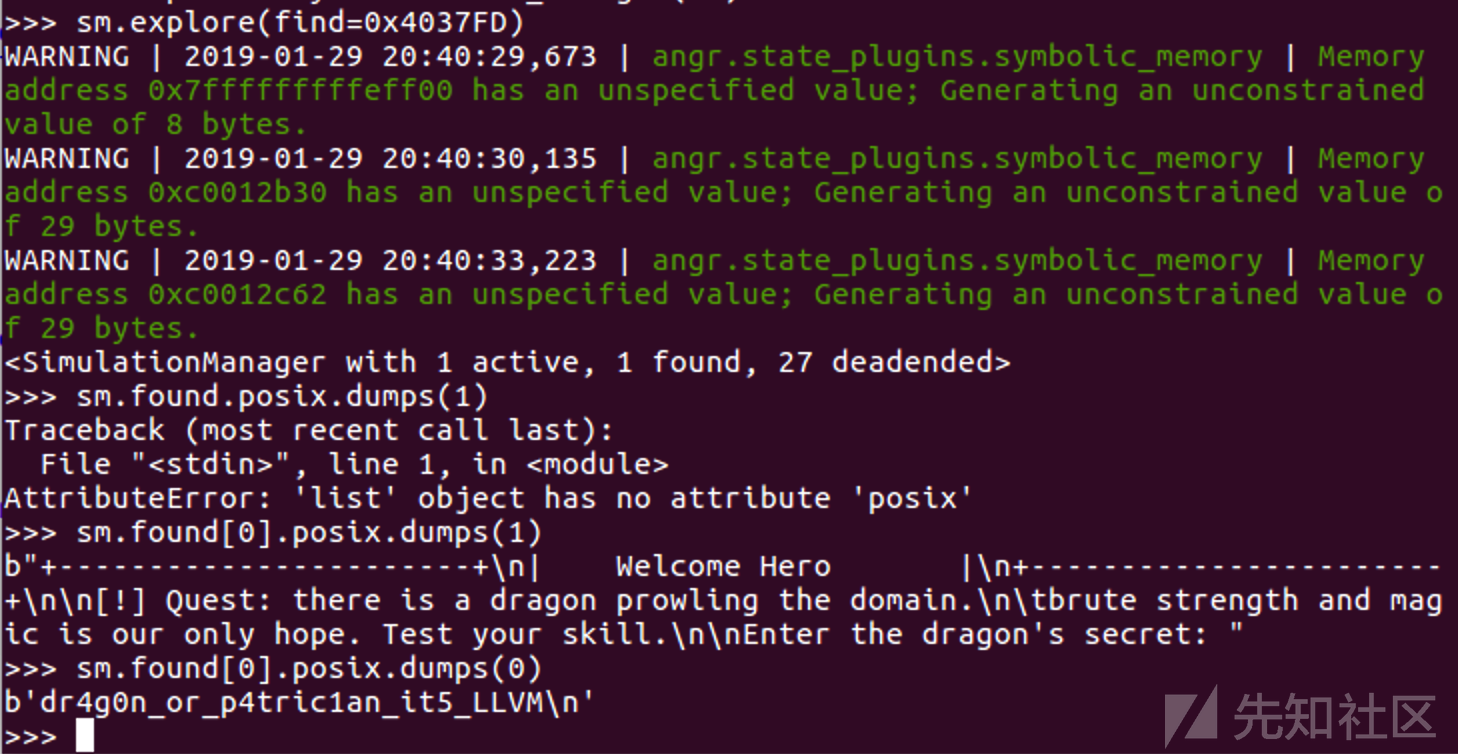 >>> sm.explore(find=0x4037FD)
WARNING | 2019-01-29 20:40:29,673 | angr.state_plugins.symbolic_memory | Memory
address 0x7fffffffffeff00 has an unspecified value; Generating an unconstrained
value of 8 bytes.
WARNING | 2019-01-29 20:40:30,135 | angr.state_plugins.symbolic_memory | Memory
address 0xc0012b30 has an unspecified value; Generating an unconstrained value o
f 29 bytes.
WARNING | 2019-01-29 20:40:33,223 | angr.state_plugins.symbolic_memory | Memory
address 0xc0012c62 has an unspecified value; Generating an unconstrained value o
f 29 bytes.
<SimulationManager with 1 active, 1 found, 27 deadended>
>>> sm.found.posix.dumps(1)
Traceback (most recent call last):
  File "<stdin>", line 1, in <module>
AttributeError: 'list' object has no attribute 'posix'
>>> sm.found[0].posix.dumps(1)
b"+-----------------------+\n|    Welcome Hero       |\n+-----------------------
+\n\n[!] Quest: there is a dragon prowling the domain.\n\tbrute strength and mag
ic is our only hope. Test your skill.\n\nEnter the dragon's secret: "
>>> sm.found[0].posix.dumps(0)
b'dr4g0n_or_p4tric1an_it5_LLVM\n'
>>>
先知社区